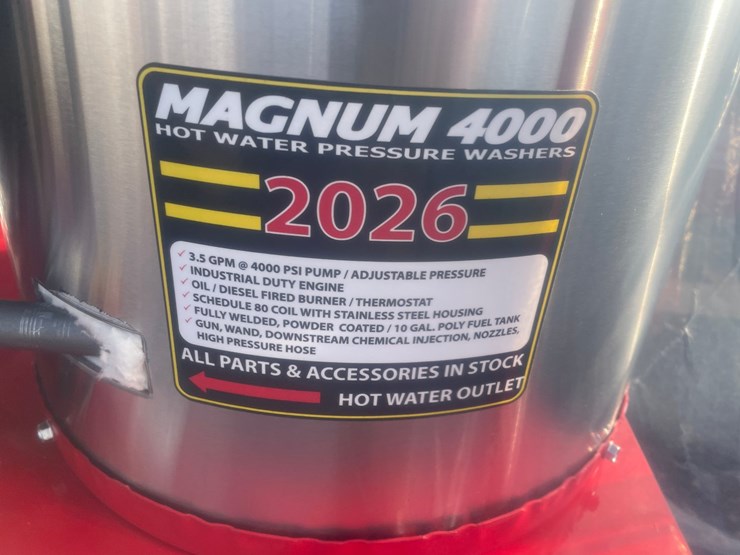 MAGNUM 4000
HOT WATER PRESSURE WASHERS
2026
✓ 3.5 GPM @ 4000 PSI PUMP / ADJUSTABLE PRESSURE
✓ INDUSTRIAL DUTY ENGINE
✓ OIL / DIESEL FIRED BURNER / THERMOSTAT
✓ SCHEDULE 80 COIL WITH STAINLESS STEEL HOUSING
✓ FULLY WELDED, POWDER COATED / 10 GAL. POLY FUEL TANK
✓ GUN, WAND, DOWNSTREAM CHEMICAL INJECTION, NOZZLES,
HIGH PRESSURE HOSE
ALL PARTS & ACCESSORIES IN STOCK
HOT WATER OUTLET